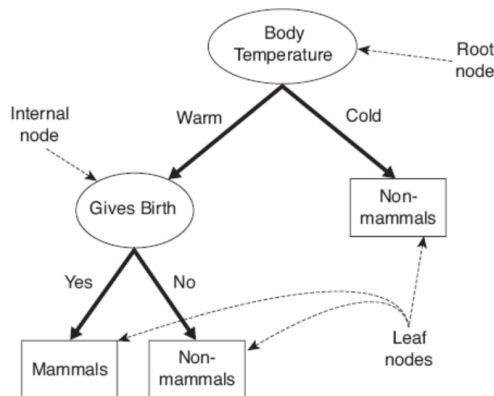 Body
Temperature
Root
node
Internal
node
Warm
Cold
Gives Birth
Non-
mammals
Yes
No
Leaf
nodes
Mammals
Non-
mammals